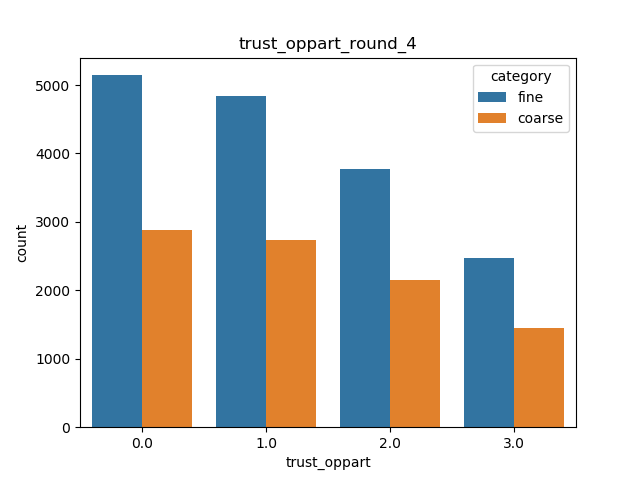 trust_oppart_round_4
category
fine
coarse
5000
4000
3000
2000
1000
0
count
0.0 1.0 2.0 3.0
trust_oppart